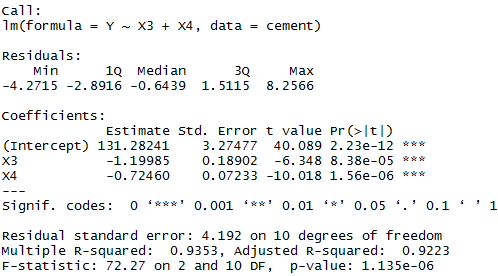 Call:
lm(formula = Y ~ X3 + X4, data = cement)
Residuals:
Min 1Q Median 3Q Max
-4.2715 -2.8916 -0.6439 1.5115 8.2566
Coefficients:
Estimate Std. Error t value Pr(>|t|)
(Intercept) 131.28241 3.27477 40.089 2.23e-12 ***
X3 -1.19985 0.18902 -6.348 8.38e-05 ***
X4 -0.72460 0.07233 -10.018 1.56e-06 ***
---
Signif. codes: 0 ‘***’ 0.001 ‘**’ 0.01 ‘*’ 0.05 ‘.’ 0.1 ‘ ’ 1
Residual standard error: 4.192 on 10 degrees of freedom
Multiple R-squared: 0.9353, Adjusted R-squared: 0.9223
F-statistic: 72.27 on 2 and 10 DF, p-value: 1.135e-06